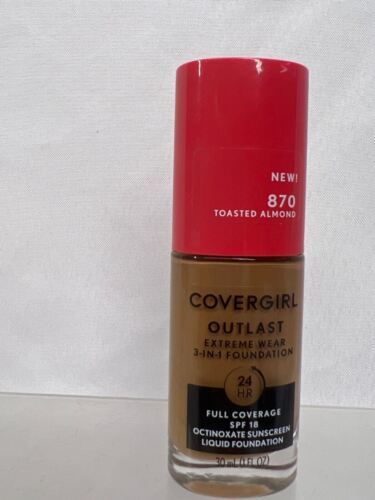 NEW!
870
TOASTED ALMOND
COVERGIRL
OUTLAST
EXTREME WEAR
3-IN-1 FOUNDATION
24
HR
FULL COVERAGE
SPF 18
OCTINOXATE SUNSCREEN
LIQUID FOUNDATION
30 mL (1 FL OZ)